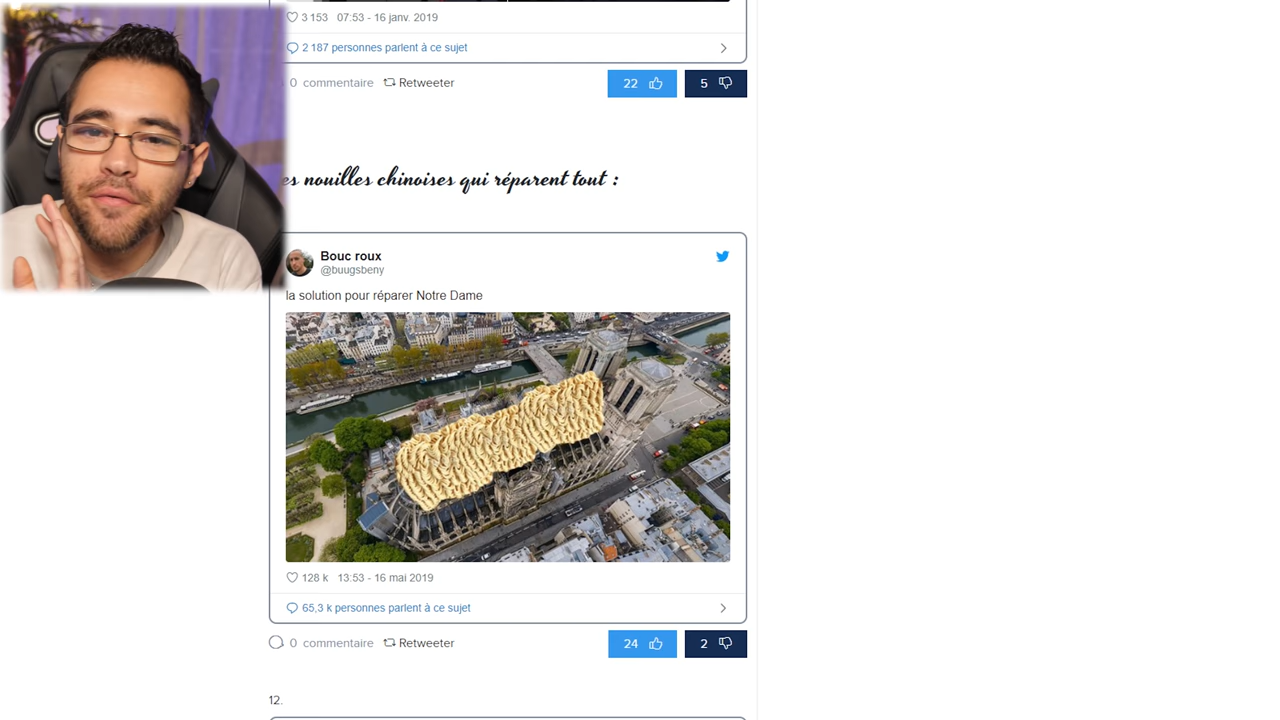 3 153 07:53 - 16 janv. 2019
2 187 personnes parlent à ce sujet
0 commentaire Retweeter 22 5
es nouilles chinoises qui réparent tout :
Bouc roux
@buugsbeny
la solution pour réparer Notre Dame
128 k 13:53 - 16 mai 2019
65,3 k personnes parlent à ce sujet
0 commentaire Retweeter 24 2
12.